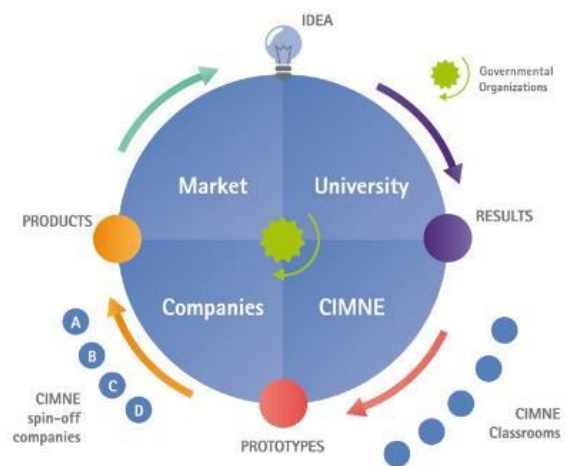 IDEA
Governmental
Organizations
Market
University
PRODUCTS
RESULTS
Companies
CIMNE
A
B
C
D
CIMNE
spin-off
companies
PROTOTYPES
CIMNE
Classrooms